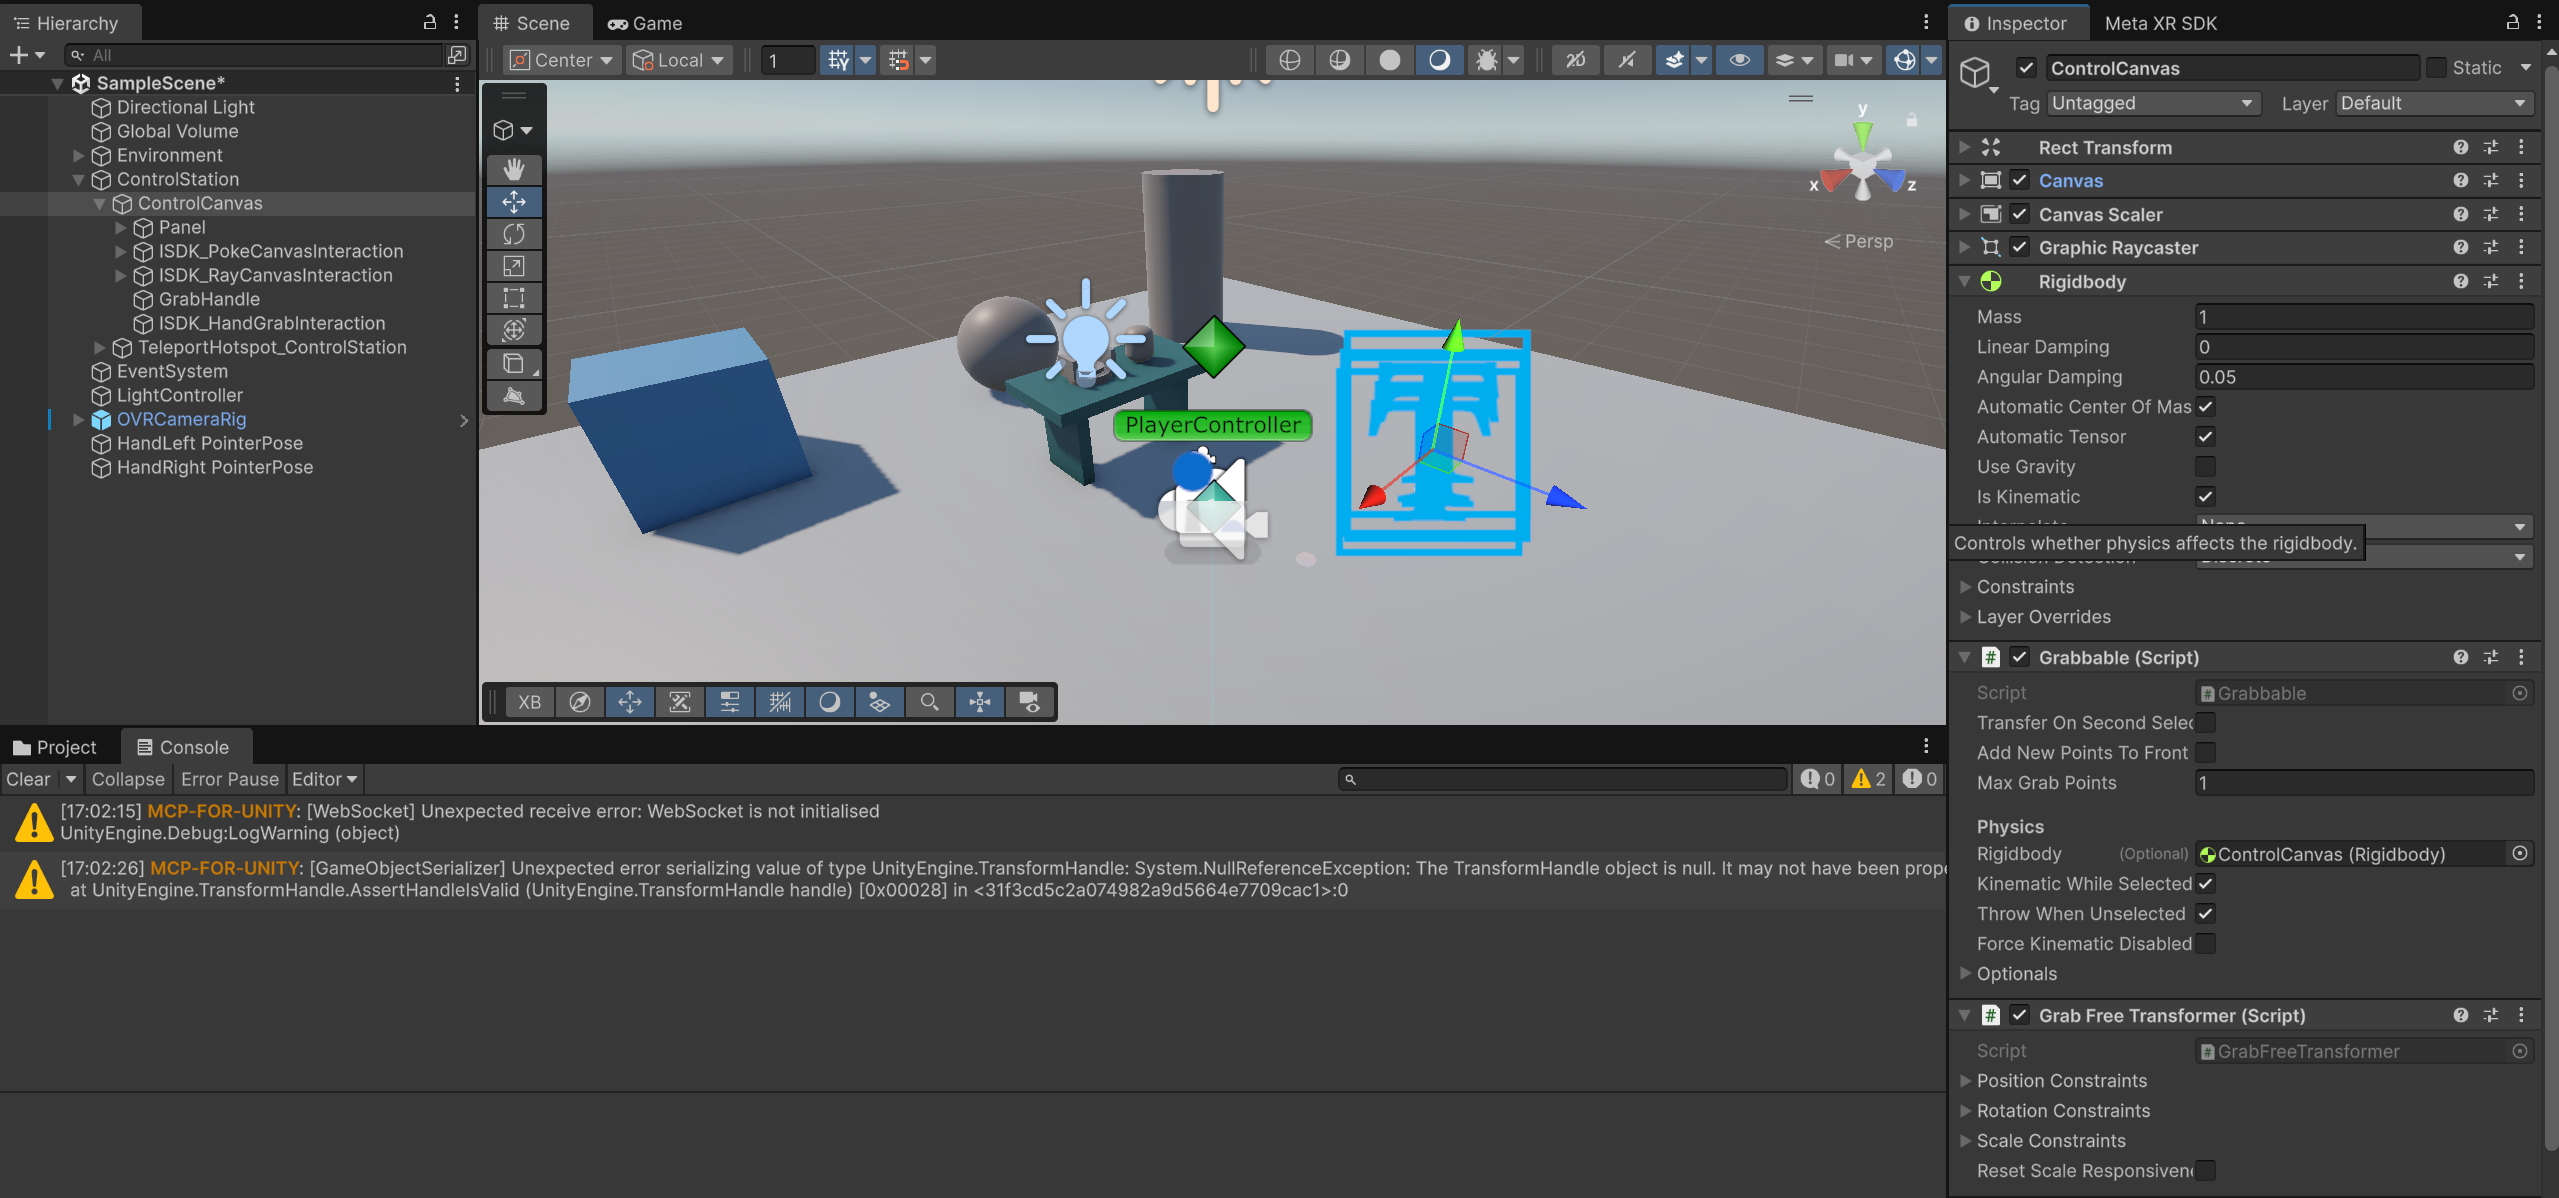 Hierarchy
All
SampleScene*
Directional Light
Global Volume
Environment
ControlStation
ControlCanvas
Panel
ISDK_PokeCanvasInteraction
ISDK_RayCanvasInteraction
GrabHandle
ISDK_HandGrabInteraction
TeleportHotspot_ControlStation
EventSystem
LightController
OVRCameraRig
HandLeft PointerPose
HandRight PointerPose
Scene
Game
Center
Local
1
2D
y
x
z
Persp
PlayerController
XB
Project
Console
Clear
Collapse
Error Pause
Editor
0
2
0
[17:02:15] MCP-FOR-UNITY: [WebSocket] Unexpected receive error: WebSocket is not initialised
UnityEngine.Debug:LogWarning (object)
[17:02:26] MCP-FOR-UNITY: [GameObjectSerializer] Unexpected error serializing value of type UnityEngine.TransformHandle: System.NullReferenceException: The TransformHandle object is null. It may not have been prope
at UnityEngine.TransformHandle.AssertHandleIsValid (UnityEngine.TransformHandle handle) [0x00028] in <31f3cd5c2a074982a9d5664e7709cac1>:0
Inspector
Meta XR SDK
ControlCanvas
Static
Tag Untagged
Layer Default
Rect Transform
Canvas
Canvas Scaler
Graphic Raycaster
Rigidbody
Mass 1
Linear Damping 0
Angular Damping 0.05
Automatic Center Of Mas
Automatic Tensor
Use Gravity
Is Kinematic
Controls whether physics affects the rigidbody.
Constraints
Layer Overrides
Grabbable (Script)
Script Grabbable
Transfer On Second Selec
Add New Points To Front
Max Grab Points 1
Physics
Rigidbody (Optional) ControlCanvas (Rigidbody)
Kinematic While Selected
Throw When Unselected
Force Kinematic Disabled
Optionals
Grab Free Transformer (Script)
Script GrabFreeTransformer
Position Constraints
Rotation Constraints
Scale Constraints
Reset Scale Responsiven